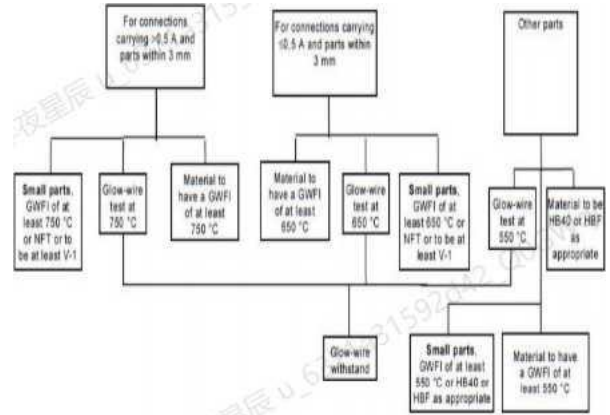 For connections
carrying >0.5 A and
parts within 3 mm
For connections carrying
≤0.5 A and parts within
3 mm
Other parts
Small parts,
GWFI of at
least 750 °C
or NFT or to
be at least V-1
Glow-wire
test at
750 °C
Material to
have a GWFI
of at least
750 °C
Material to
have a GWFI
of at least
650 °C
Glow-wire
test at
650 °C
Small parts,
GWFI of at
least 650 °C or
NFT or to be at
least V-1
Glow-wire
test at
550 °C
Material to be
HB40 or HBF
as
appropriate
Glow-wire
withstand
Small parts,
GWFI of at least
550 °C or HB40 or
HBF as appropriate
Material to have
a GWFI of at
least 550 °C
夜星辰